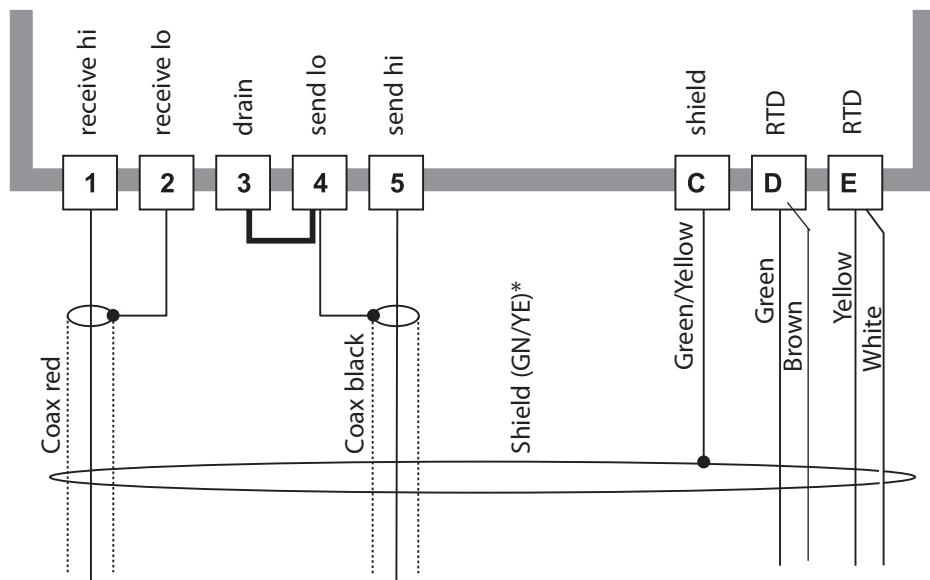 receive hi
receive lo
drain
send lo
send hi
shield
RTD
RTD
1
2
3
4
5
C
D
E
Coax red
Coax black
Shield (GN/YE)*
Green/Yellow
Green
Brown
Yellow
White